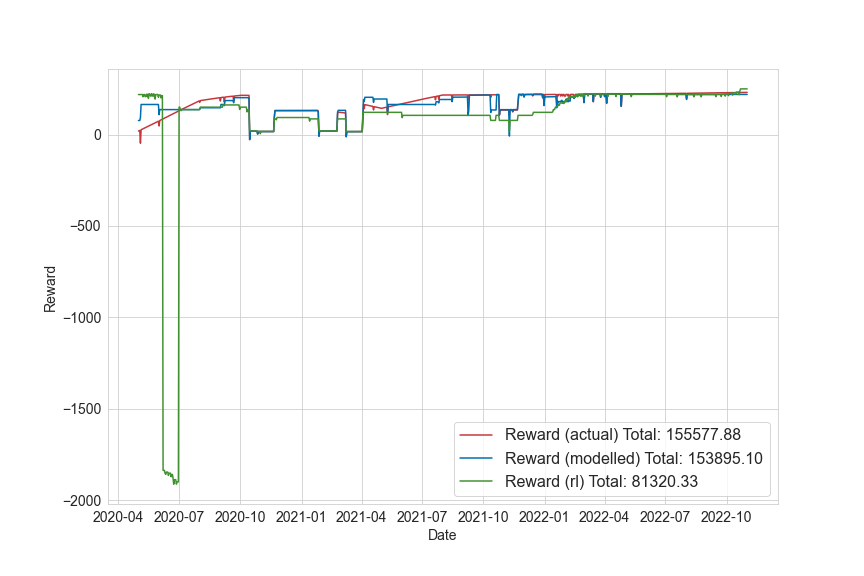 0
−500
−1000
−1500
−2000
Reward
Reward (actual) Total: 155577.88
Reward (modelled) Total: 153895.10
Reward (rl) Total: 81320.33
2020-04 2020-07 2020-10 2021-01 2021-04 2021-07 2021-10 2022-01 2022-04 2022-07 2022-10
Date